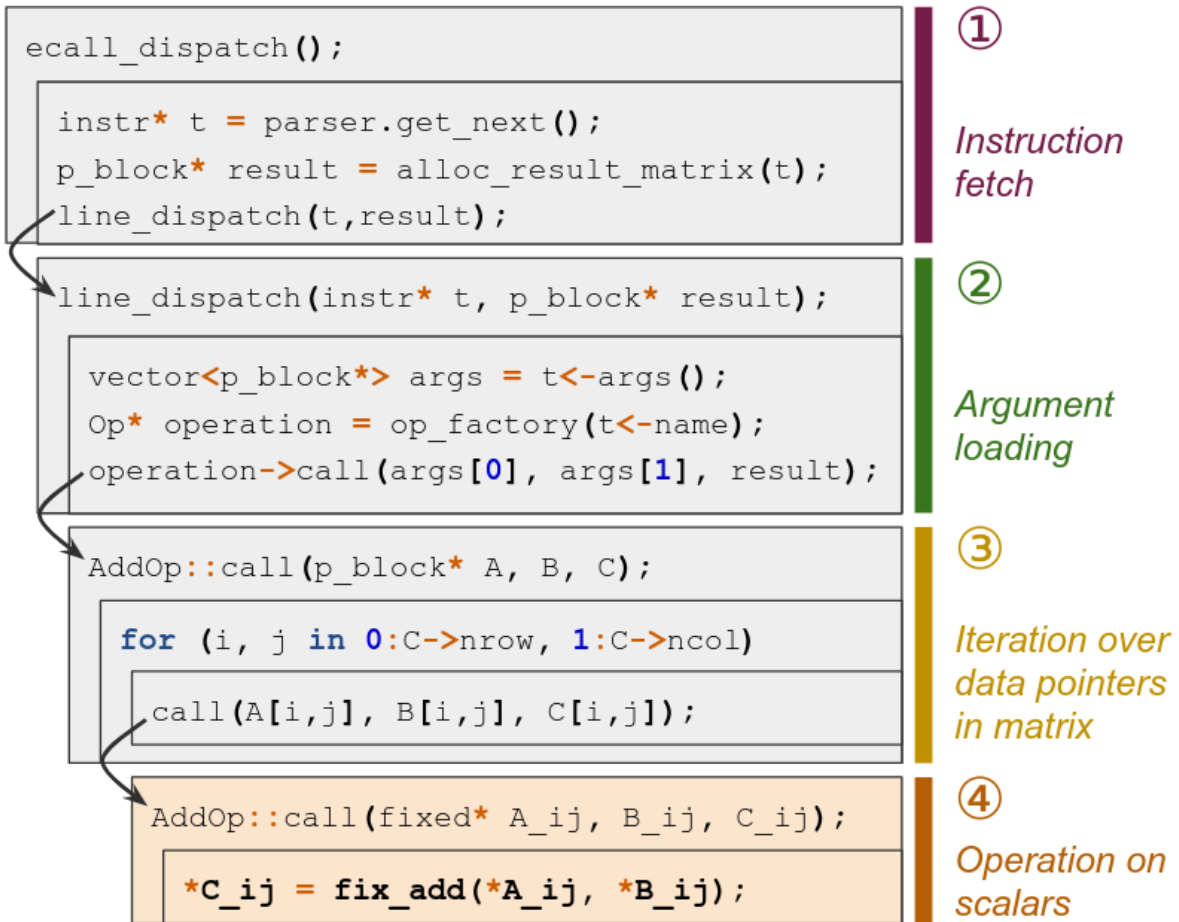 ecall_dispatch();
instr* t = parser.get_next();
p_block* result = alloc_result_matrix(t);
line_dispatch(t,result);
①
Instruction
fetch
line_dispatch(instr* t, p_block* result);
vector<p_block*> args = t<-args();
Op* operation = op_factory(t<-name);
operation->call(args[0], args[1], result);
②
Argument
loading
AddOp::call(p_block* A, B, C);
for (i, j in 0:C->nrow, 1:C->ncol)
call(A[i,j], B[i,j], C[i,j]);
③
Iteration over
data pointers
in matrix
AddOp::call(fixed* A_ij, B_ij, C_ij);
*C_ij = fix_add(*A_ij, *B_ij);
④
Operation on
scalars